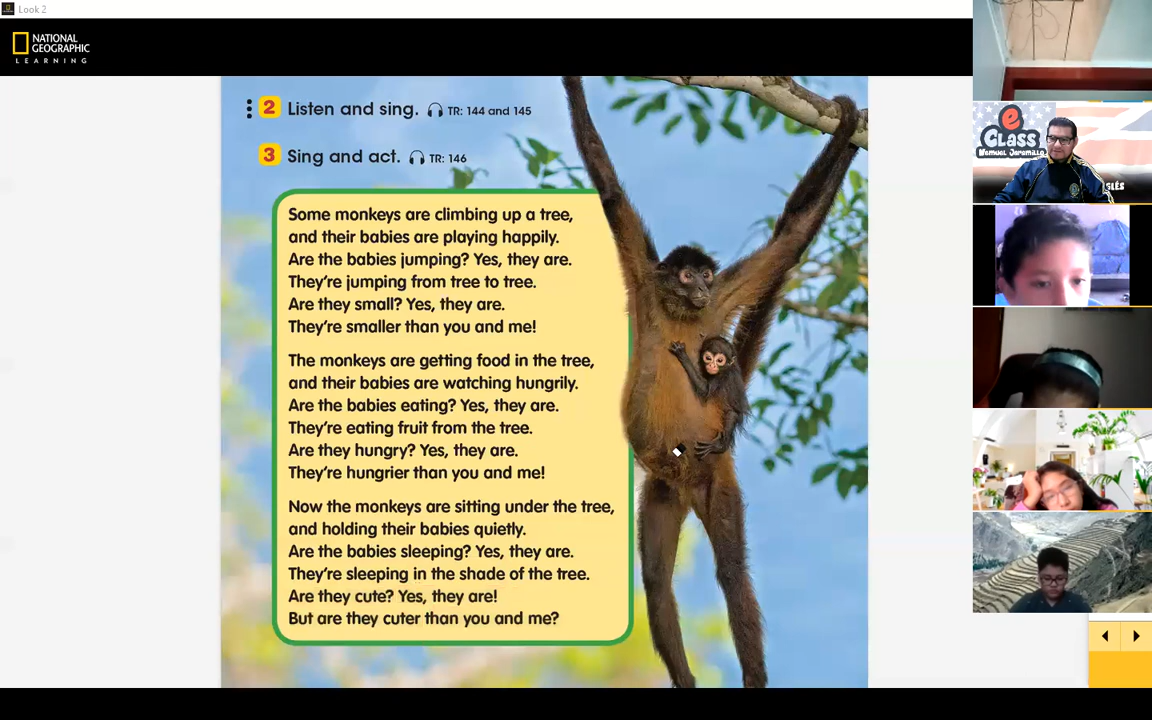 Look 2
NATIONAL
GEOGRAPHIC
LEARNING
2 Listen and sing. TR: 144 and 145
3 Sing and act. TR: 146
Some monkeys are climbing up a tree,
and their babies are playing happily.
Are the babies jumping? Yes, they are.
They're jumping from tree to tree.
Are they small? Yes, they are.
They're smaller than you and me!
The monkeys are getting food in the tree,
and their babies are watching hungrily.
Are the babies eating? Yes, they are.
They're eating fruit from the tree.
Are they hungry? Yes, they are.
They're hungrier than you and me!
Now the monkeys are sitting under the tree,
and holding their babies quietly.
Are the babies sleeping? Yes, they are.
They're sleeping in the shade of the tree.
Are they cute? Yes, they are!
But are they cuter than you and me?
e
Class